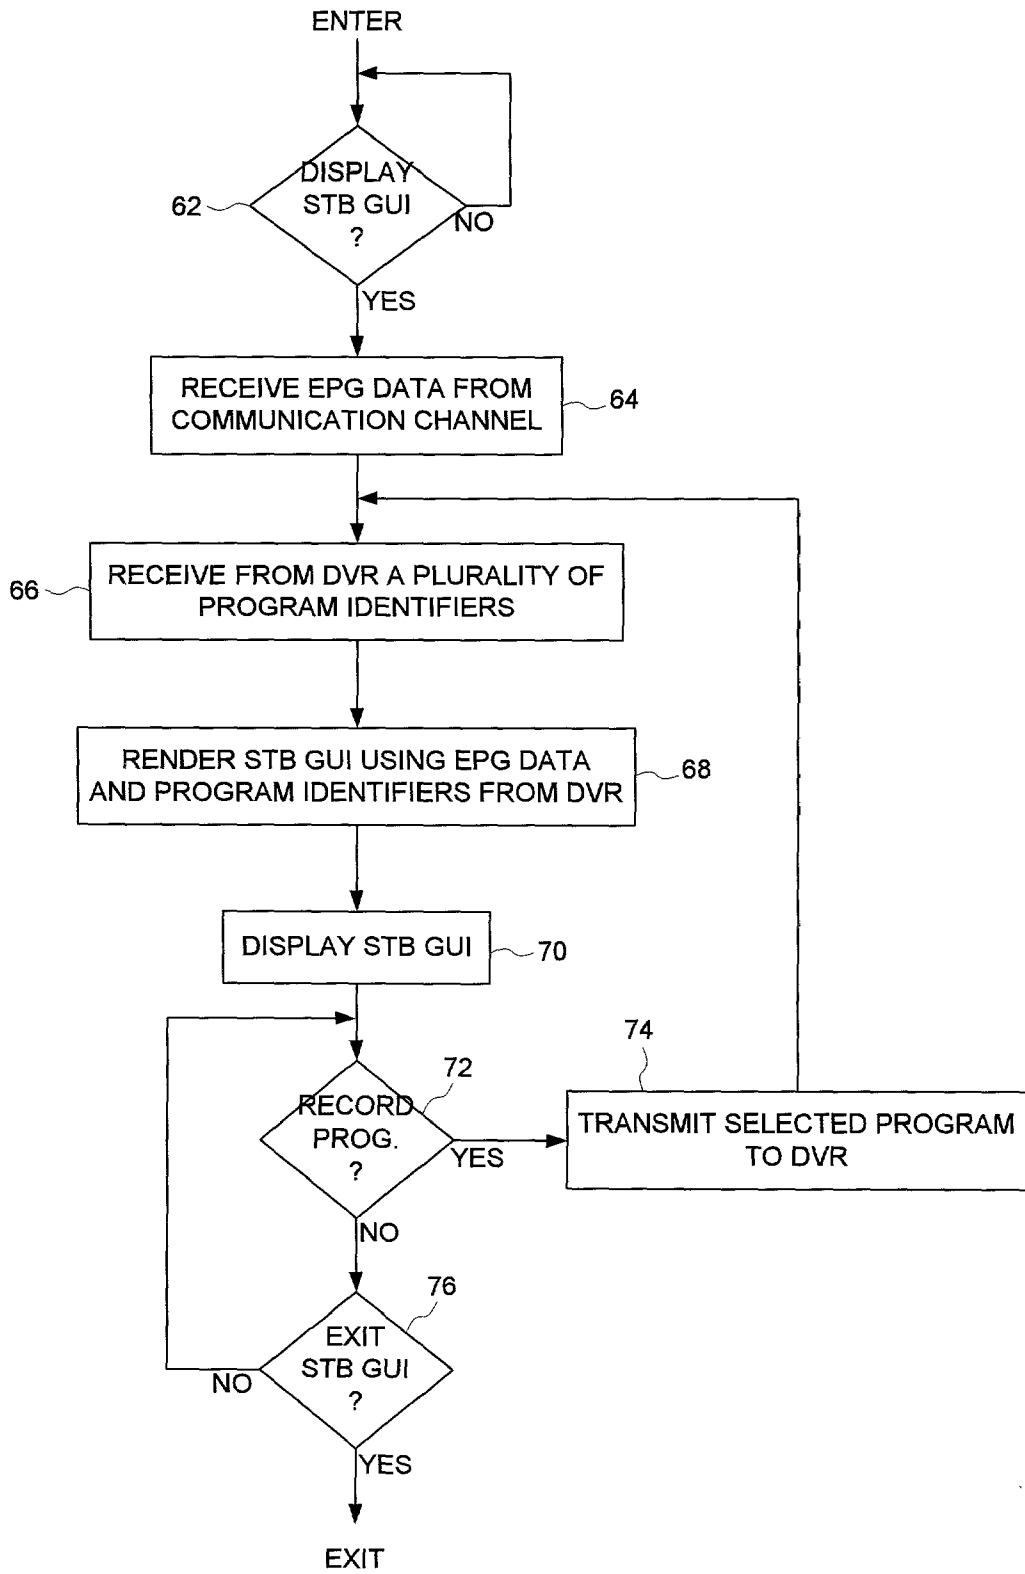 ENTER
DISPLAY
STB GUI
?
62
NO
YES
RECEIVE EPG DATA FROM
COMMUNICATION CHANNEL
64
RECEIVE FROM DVR A PLURALITY OF
PROGRAM IDENTIFIERS
66
RENDER STB GUI USING EPG DATA
AND PROGRAM IDENTIFIERS FROM DVR
68
DISPLAY STB GUI
70
RECORD
PROG.
?
72
YES
74
TRANSMIT SELECTED PROGRAM
TO DVR
NO
76
EXIT
STB GUI
?
NO
YES
EXIT